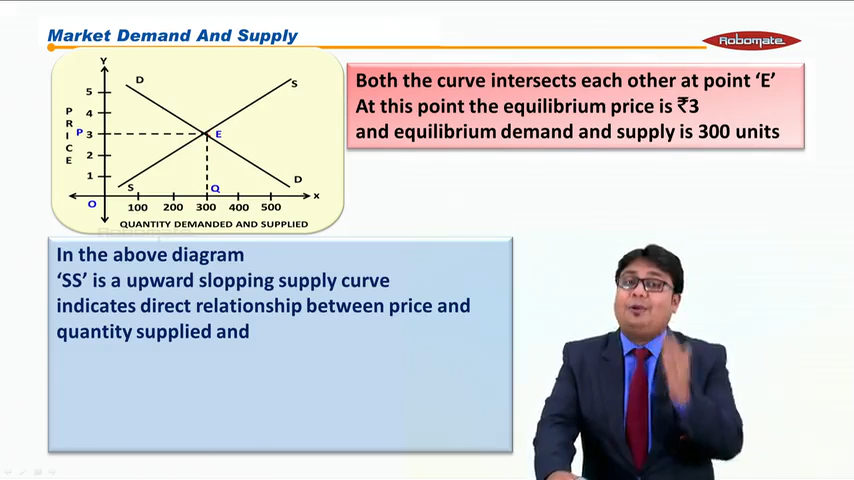 Market Demand And Supply
ROBOMATE
Y
D
S
5
4
P 3
E
2
1
PRICE
S
Q
D
O
x
100 200 300 400 500
QUANTITY DEMANDED AND SUPPLIED
Both the curve intersects each other at point ‘E’
At this point the equilibrium price is ₹3
and equilibrium demand and supply is 300 units
In the above diagram
‘SS’ is a upward slopping supply curve
indicates direct relationship between price and
quantity supplied and